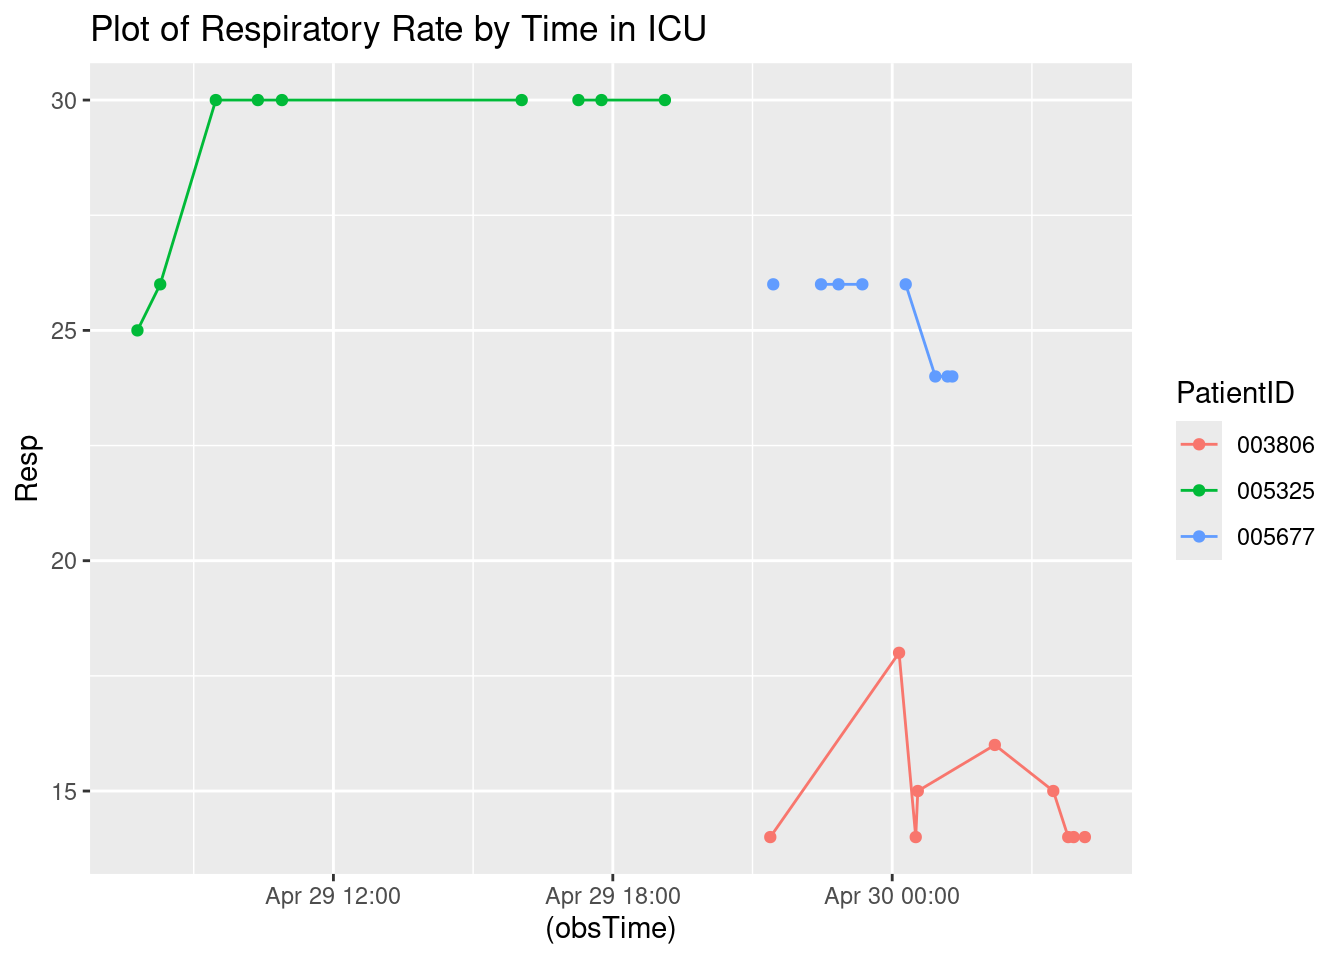 Plot of Respiratory Rate by Time in ICU
30
25
20
15
Resp
Apr 29 12:00
Apr 29 18:00
Apr 30 00:00
(obsTime)
PatientID
003806
005325
005677